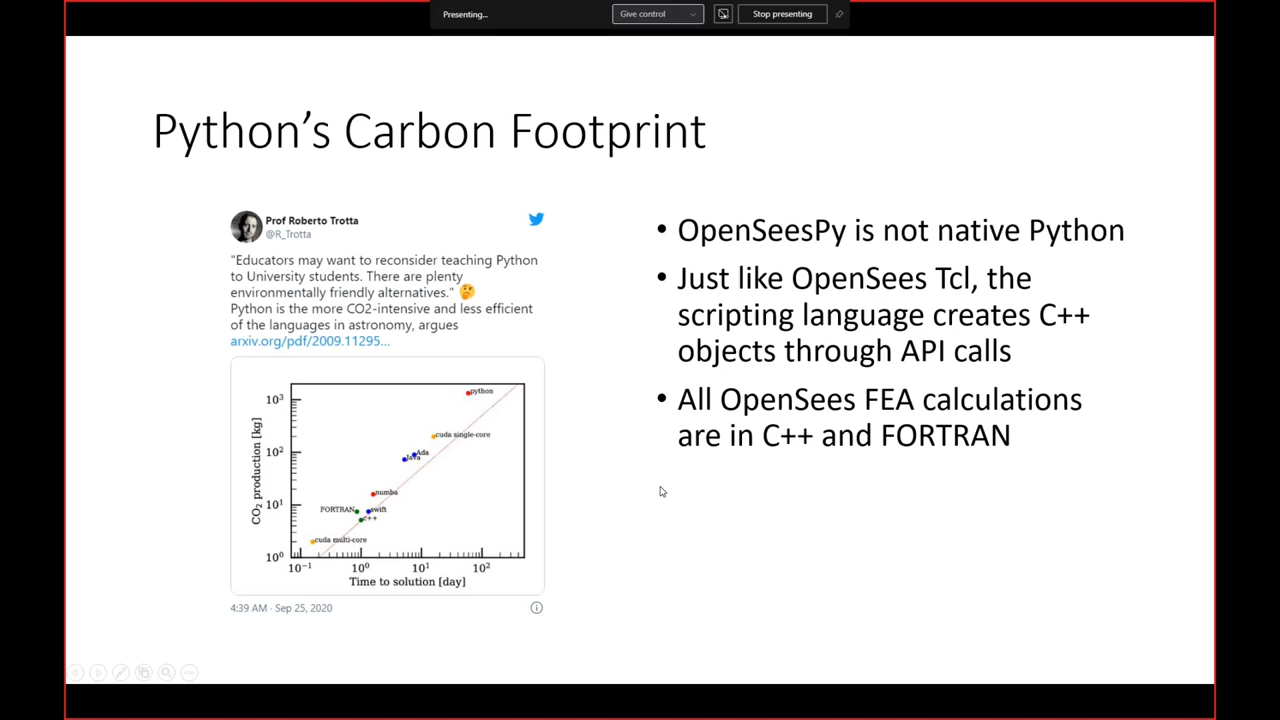 Presenting...
Give control
Stop presenting
Python's Carbon Footprint
Prof Roberto Trotta
@R_Trotta
"Educators may want to reconsider teaching Python
to University students. There are plenty
environmentally friendly alternatives." 🤔
Python is the more CO2-intensive and less efficient
of the languages in astronomy, argues
arxiv.org/pdf/2009.11295...
CO₂ production [kg]
10³
10²
10¹
10⁰
python
cuda single-core
Ada
java
numba
FORTRAN
swift
c++
cuda multi-core
10⁻¹
10⁰
10¹
10²
Time to solution [day]
4:39 AM · Sep 25, 2020
• OpenSeesPy is not native Python
• Just like OpenSees Tcl, the
scripting language creates C++
objects through API calls
• All OpenSees FEA calculations
are in C++ and FORTRAN